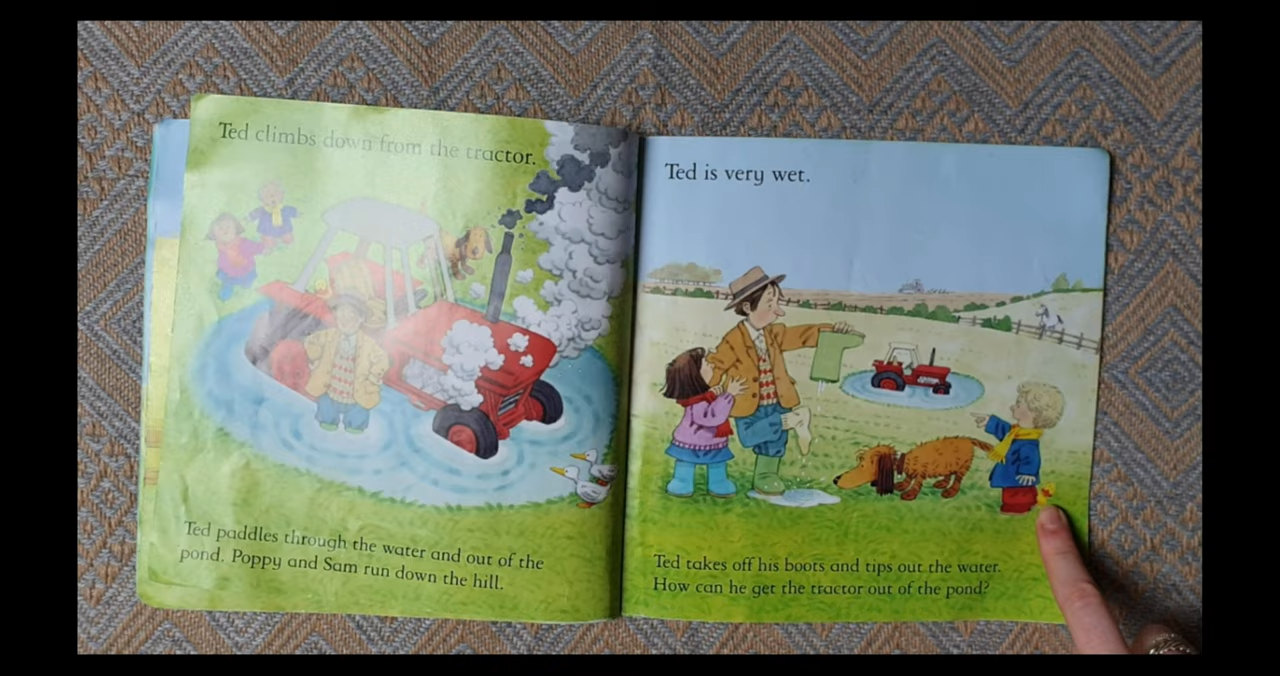 Ted climbs down from the tractor.
Ted paddles through the water and out of the
pond. Poppy and Sam run down the hill.
Ted is very wet.
Ted takes off his boots and tips out the water.
How can he get the tractor out of the pond?